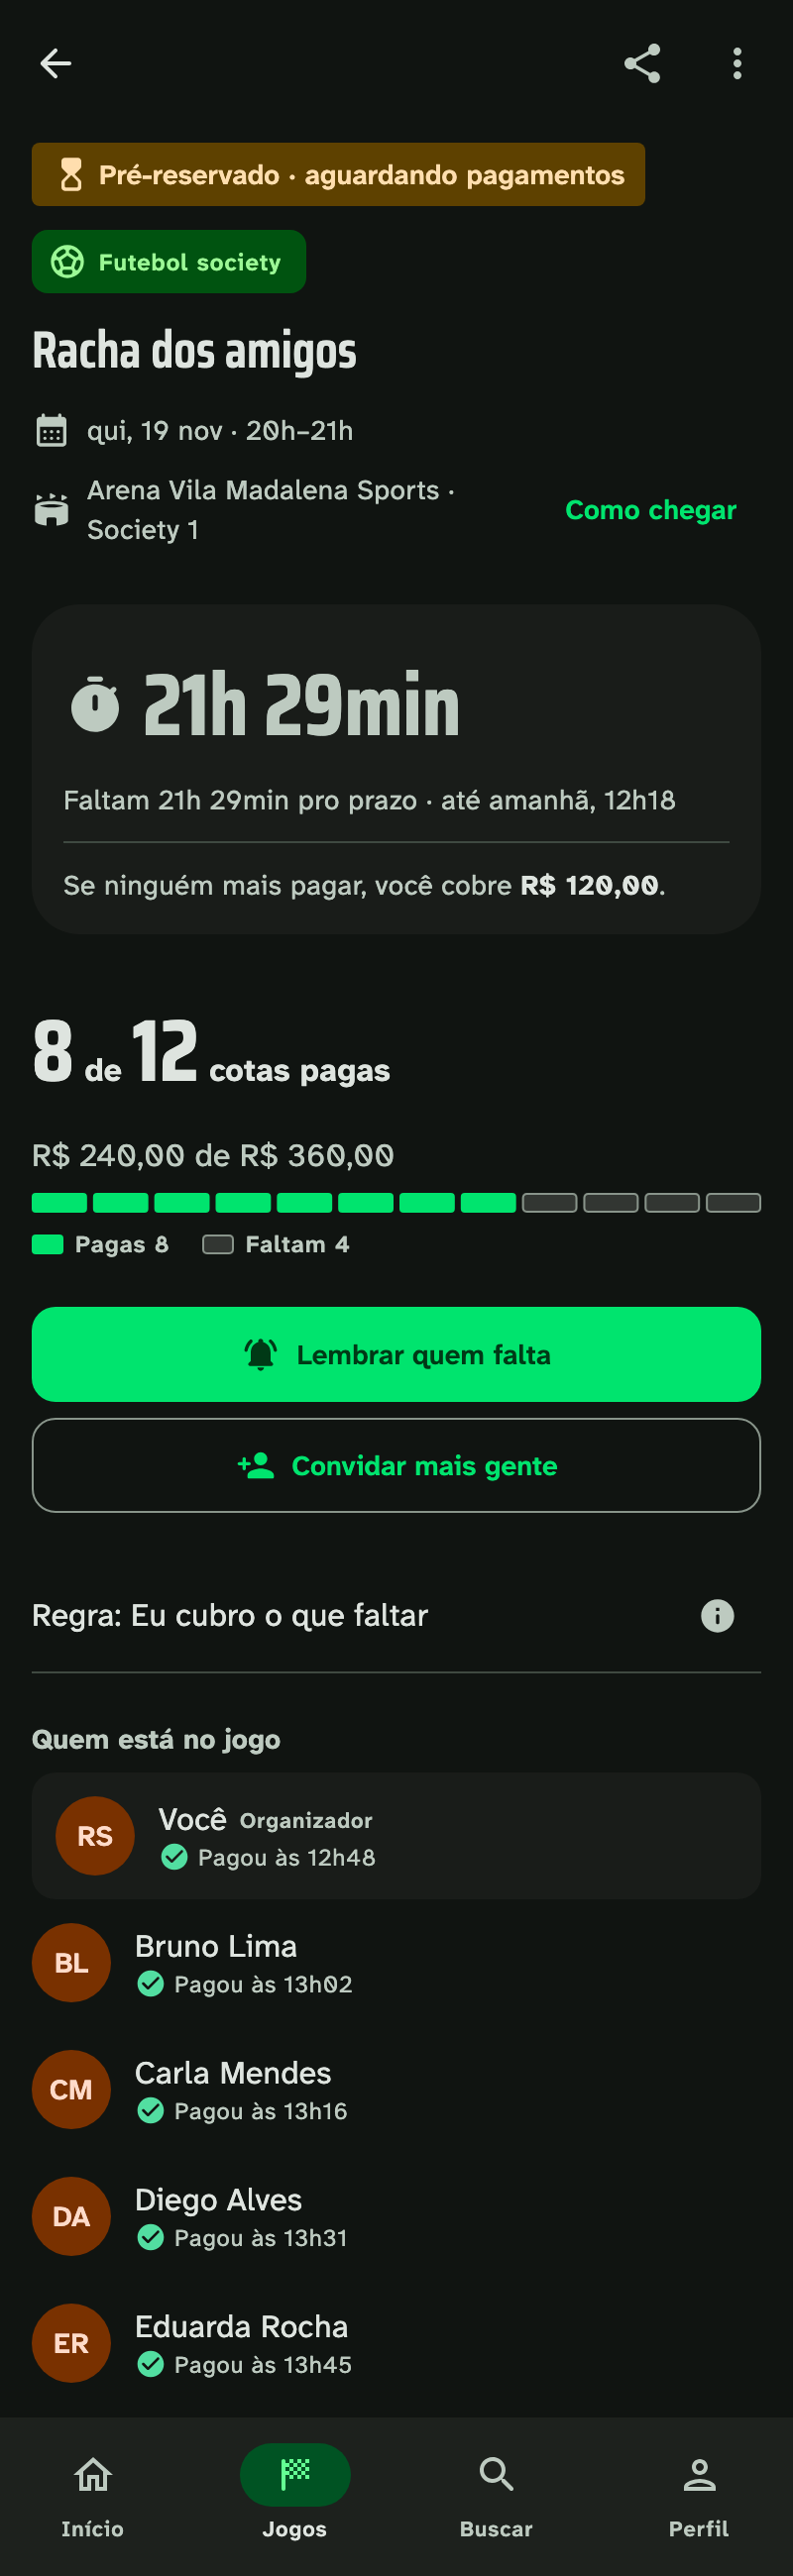 Pré-reservado · aguardando pagamentos
Futebol society
Racha dos amigos
qui, 19 nov · 20h–21h
Arena Vila Madalena Sports ·
Society 1
Como chegar
21h 29min
Faltam 21h 29min pro prazo · até amanhã, 12h18
Se ninguém mais pagar, você cobre R$ 120,00.
8 de 12 cotas pagas
R$ 240,00 de R$ 360,00
Pagas 8 Faltam 4
Lembrar quem falta
Convidar mais gente
Regra: Eu cubro o que faltar
Quem está no jogo
RS
Você Organizador
Pagou às 12h48
BL
Bruno Lima
Pagou às 13h02
CM
Carla Mendes
Pagou às 13h16
DA
Diego Alves
Pagou às 13h31
ER
Eduarda Rocha
Pagou às 13h45
Início Jogos Buscar Perfil